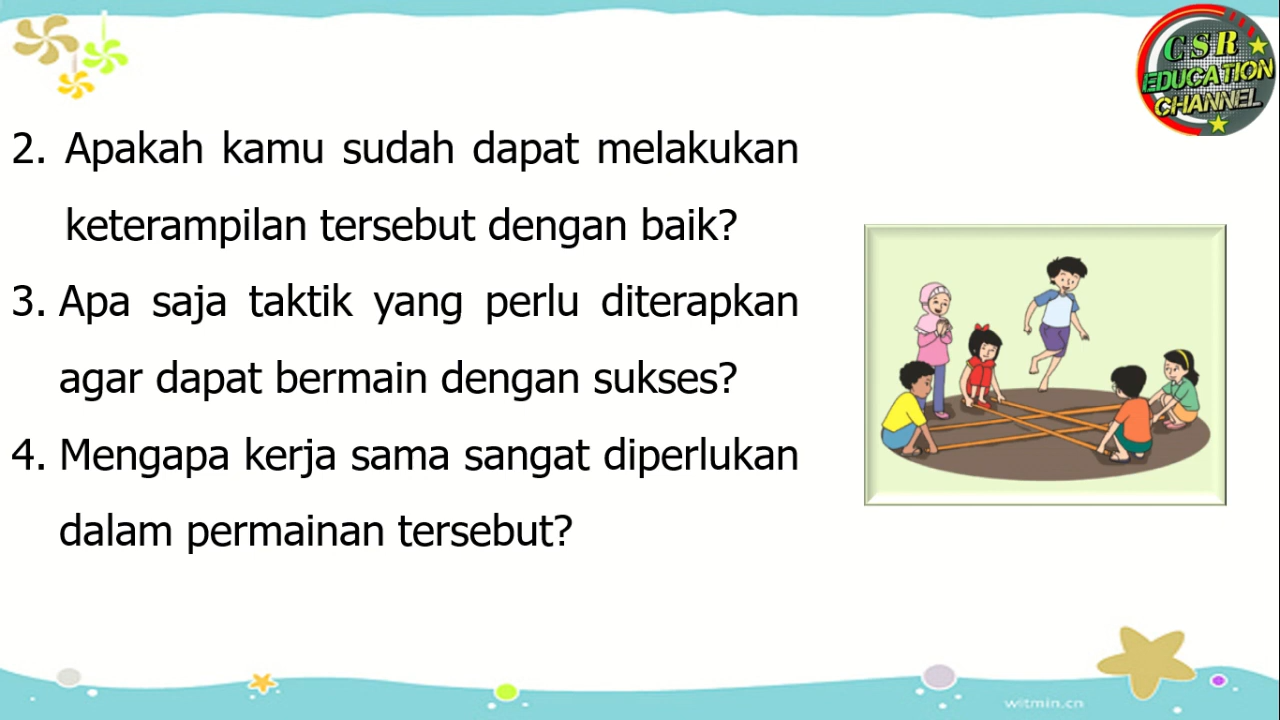 CSR
EDUCATION
CHANNEL
2. Apakah kamu sudah dapat melakukan
keterampilan tersebut dengan baik?
3. Apa saja taktik yang perlu diterapkan
agar dapat bermain dengan sukses?
4. Mengapa kerja sama sangat diperlukan
dalam permainan tersebut?
witmin.cn